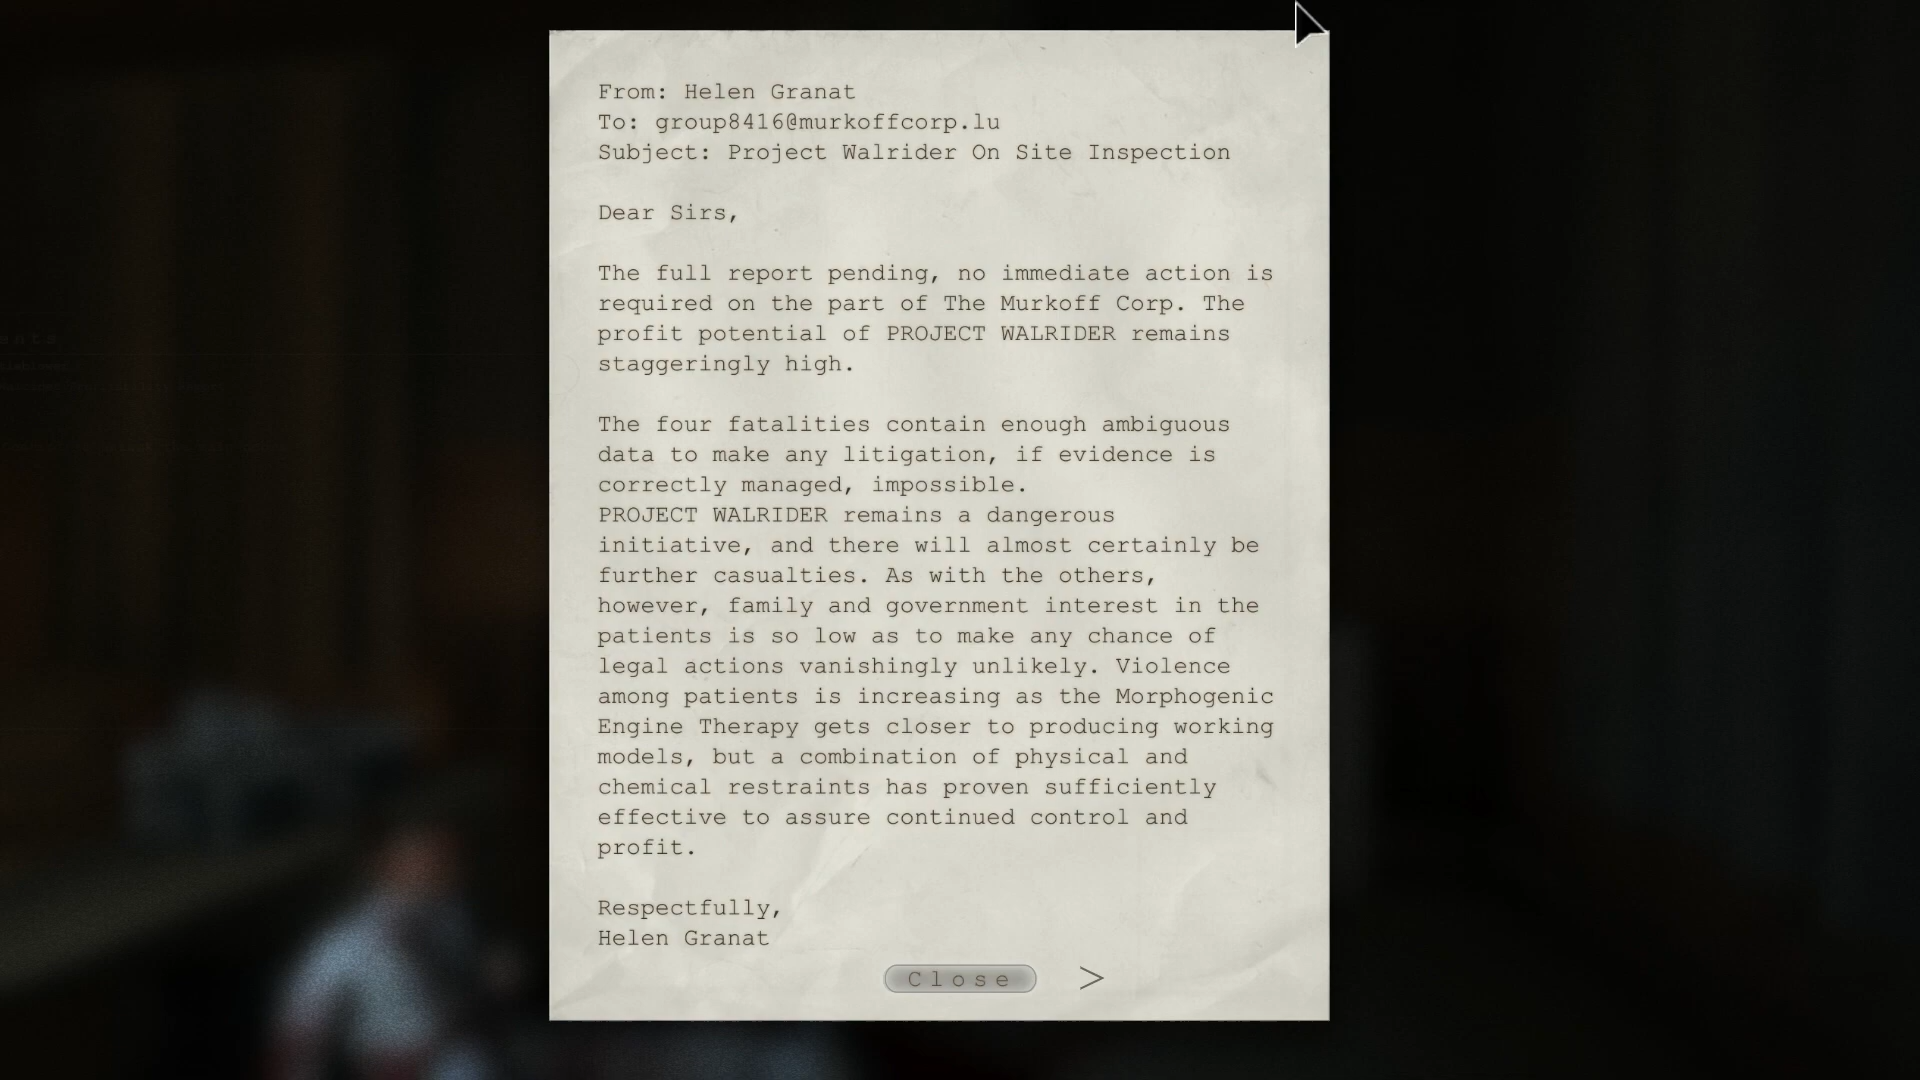 From: Helen Granat
To: group8416@murkoffcorp.lu
Subject: Project Walrider On Site Inspection
Dear Sirs,
The full report pending, no immediate action is
required on the part of The Murkoff Corp. The
profit potential of PROJECT WALRIDER remains
staggeringly high.
The four fatalities contain enough ambiguous
data to make any litigation, if evidence is
correctly managed, impossible.
PROJECT WALRIDER remains a dangerous
initiative, and there will almost certainly be
further casualties. As with the others,
however, family and government interest in the
patients is so low as to make any chance of
legal actions vanishingly unlikely. Violence
among patients is increasing as the Morphogenic
Engine Therapy gets closer to producing working
models, but a combination of physical and
chemical restraints has proven sufficiently
effective to assure continued control and
profit.
Respectfully,
Helen Granat
Close >